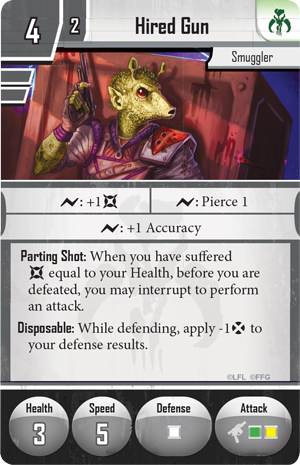 4 2 Hired Gun
Smuggler
: +1
: Pierce 1
: +1 Accuracy
Parting Shot: When you have suffered
equal to your Health, before you are
defeated, you may interrupt to perform
an attack.
Disposable: While defending, apply -1 to
your defense results.
©LFL ©FFG
Health Speed Defense Attack
3 5